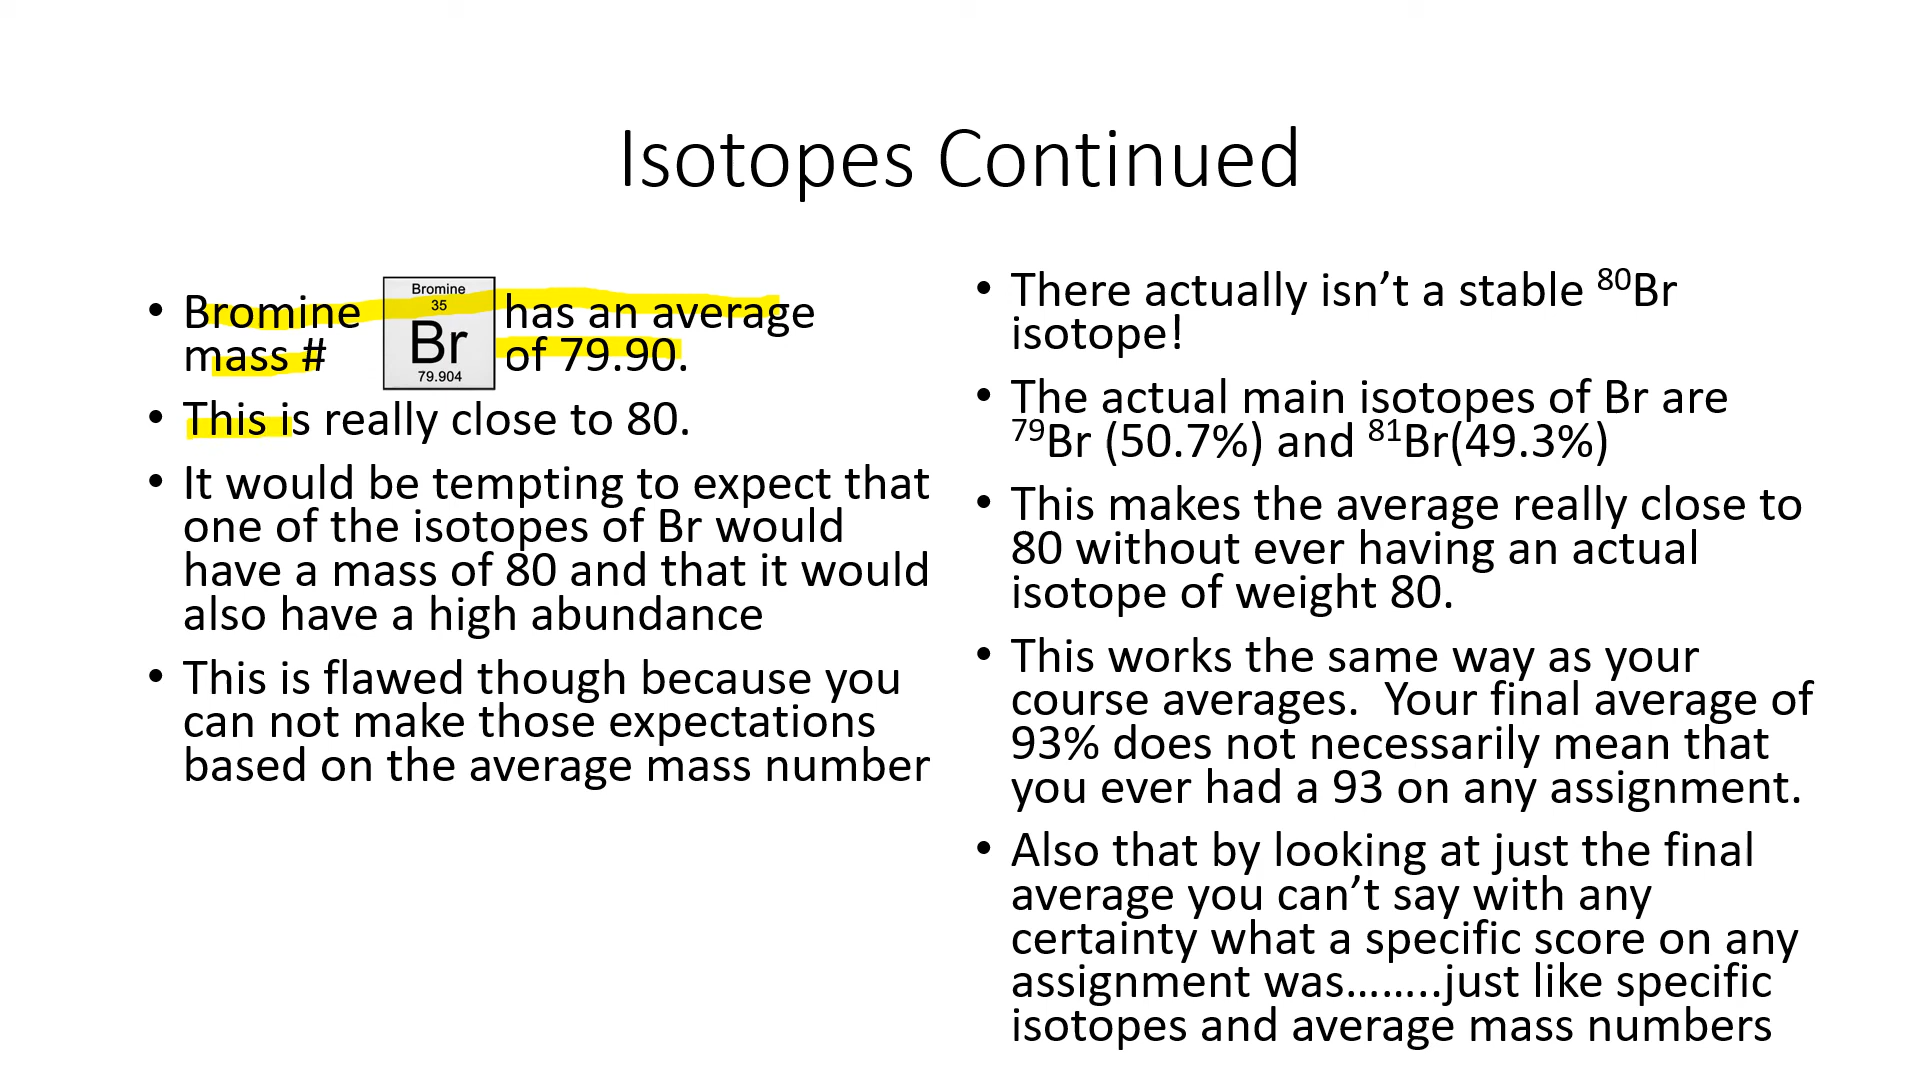 Isotopes Continued
• Bromine has an average
mass # of 79.90.
Bromine
35
Br
79.904
• This is really close to 80.
• It would be tempting to expect that
one of the isotopes of Br would
have a mass of 80 and that it would
also have a high abundance
• This is flawed though because you
can not make those expectations
based on the average mass number
• There actually isn’t a stable ⁸⁰Br
isotope!
• The actual main isotopes of Br are
⁷⁹Br (50.7%) and ⁸¹Br(49.3%)
• This makes the average really close to
80 without ever having an actual
isotope of weight 80.
• This works the same way as your
course averages.  Your final average of
93% does not necessarily mean that
you ever had a 93 on any assignment.
• Also that by looking at just the final
average you can’t say with any
certainty what a specific score on any
assignment was……..just like specific
isotopes and average mass numbers